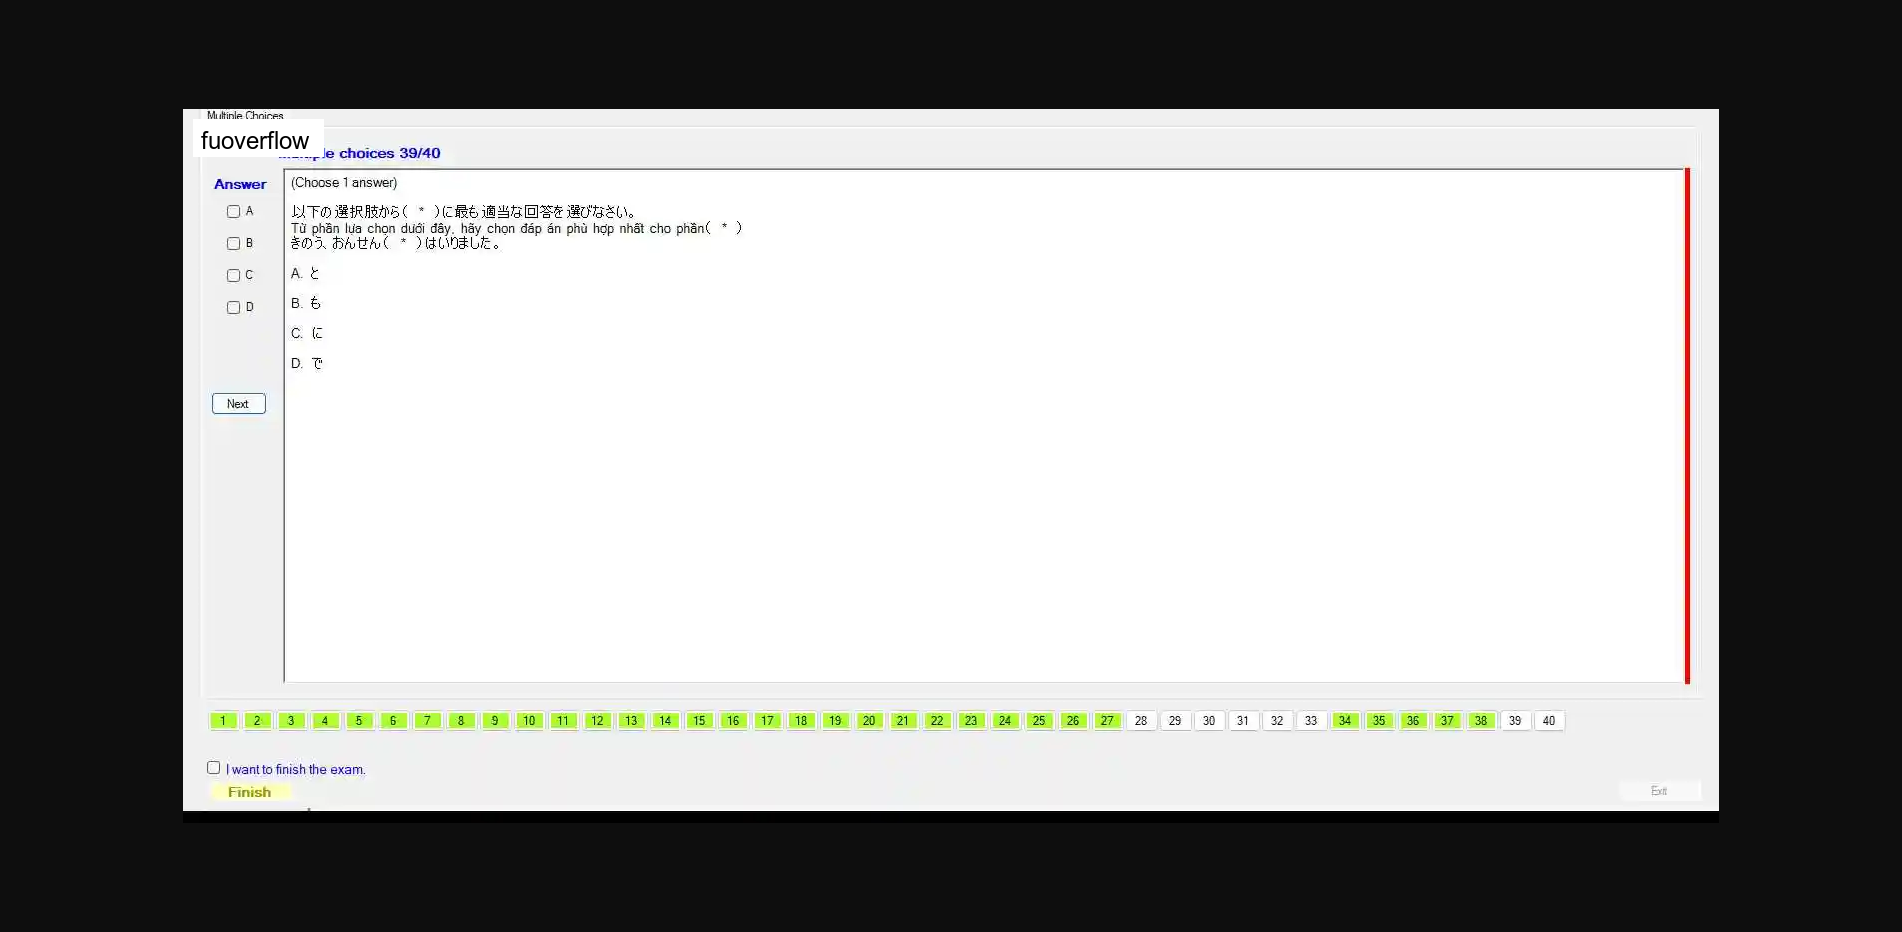 Multiple Choices
fuoverflow
choices 39/40
Answer
(Choose 1 answer)
A
以下の選択肢から( * )に最も適当な回答を選びなさい。
Từ phần lựa chọn dưới đây, hãy chọn đáp án phù hợp nhất cho phần( * )
B
きのう、おんせん( * )はいりました。
C
A. と
B. も
D
C. に
D. で
Next
1 2 3 4 5 6 7 8 9 10 11 12 13 14 15 16 17 18 19 20 21 22 23 24 25 26 27 28 29 30 31 32 33 34 35 36 37 38 39 40
I want to finish the exam.
Finish
Exit